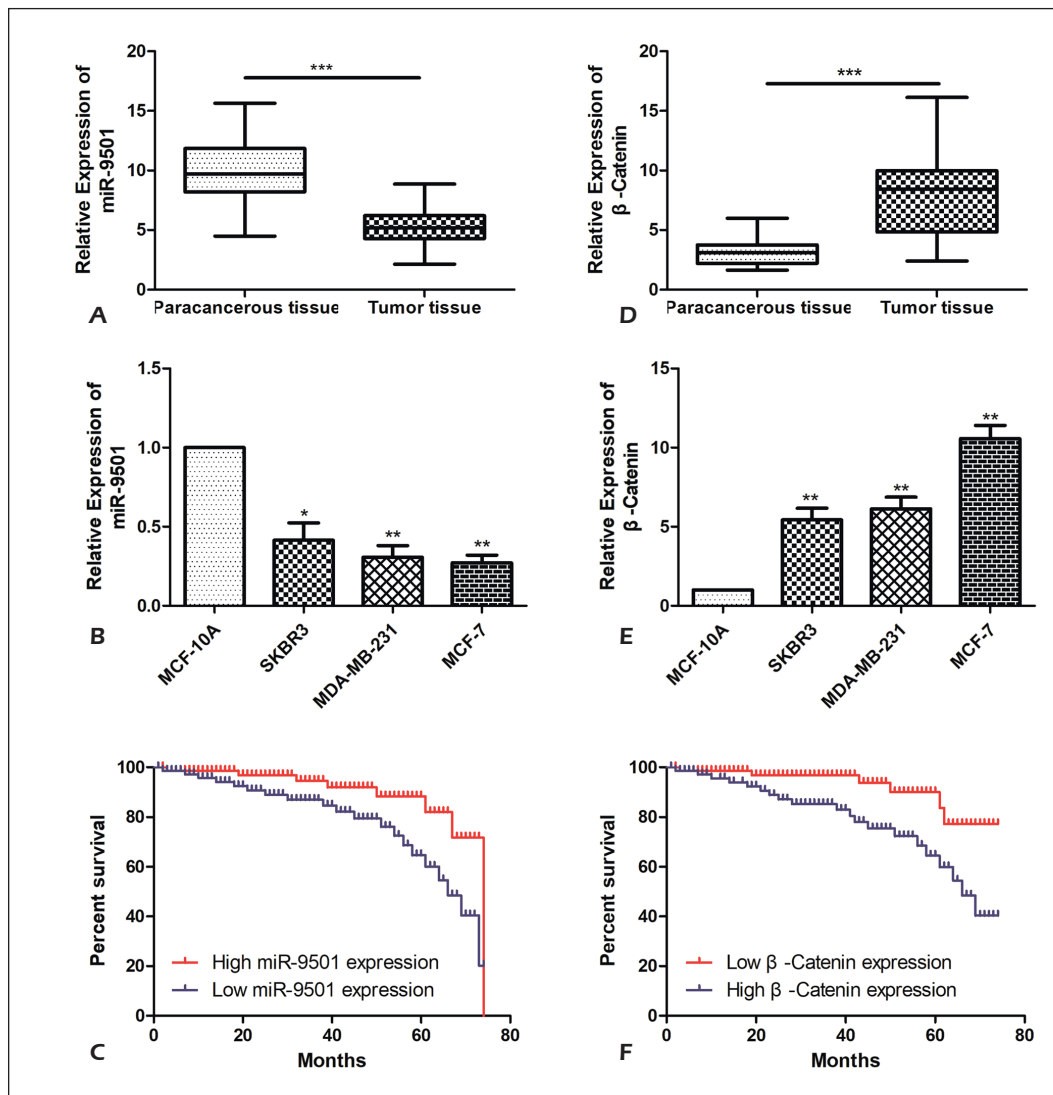 Relative Expression of
miR-9501
20
15
10
5
0
***
Paracancerous tissue
Tumor tissue
A
Relative Expression of
β -Catenin
20
15
10
5
0
***
Paracancerous tissue
Tumor tissue
D
Relative Expression of
miR-9501
1.5
1.0
0.5
0.0
*
**
**
MCF-10A
SKBR3
MDA-MB-231
MCF-7
B
Relative Expression of
β -Catenin
15
10
5
0
**
**
**
MCF-10A
SKBR3
MDA-MB-231
MCF-7
E
Percent survival
100
80
60
40
20
0
High miR-9501 expression
Low miR-9501 expression
0 20 40 60 80
Months
C
Percent survival
100
80
60
40
20
0
Low β -Catenin expression
High β -Catenin expression
0 20 40 60 80
Months
F